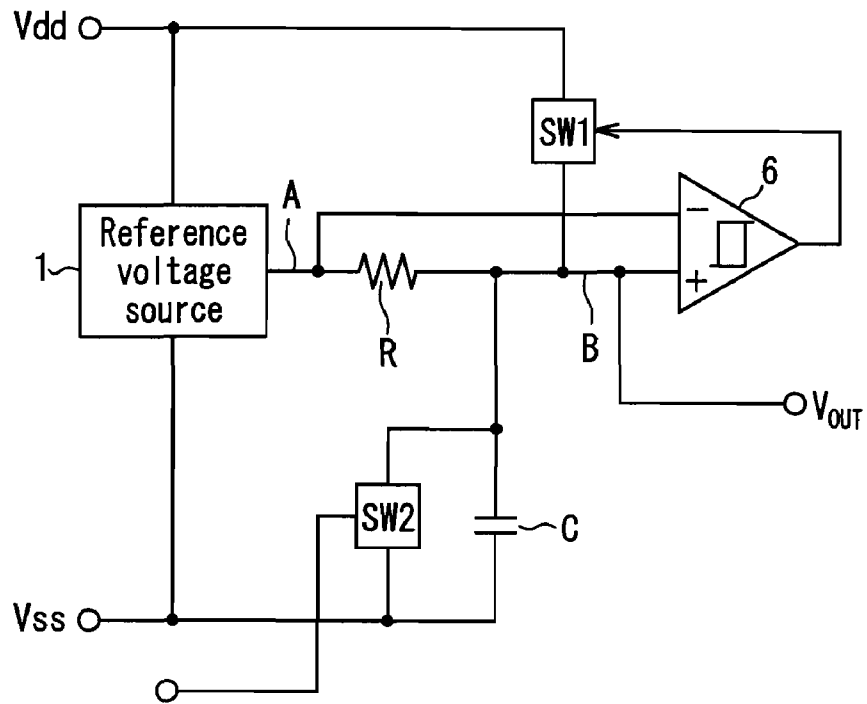 Vdd
SW1
6
A
Reference
voltage
source
1
−
+
R
B
VOUT
SW2
C
Vss